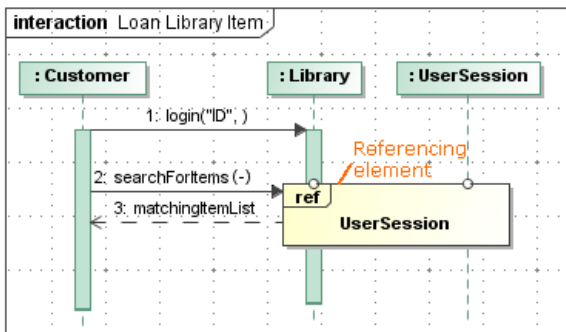 interaction Loan Library Item
: Customer
: Library
: UserSession
1: login("ID", )
Referencing
element
2: searchForItems (-)
ref
3: matchingItemList
UserSession